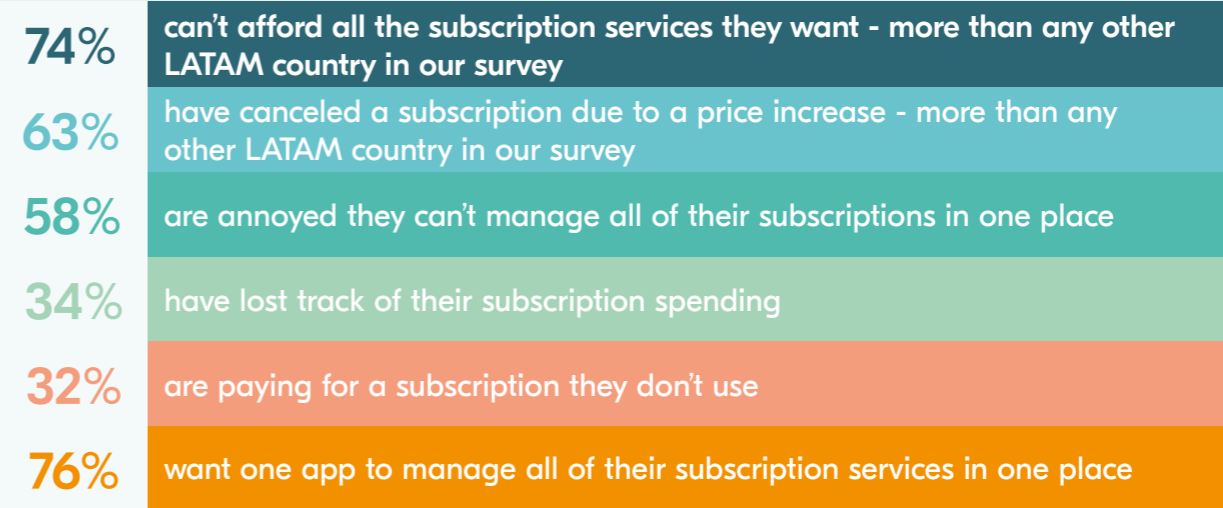 74%
can't afford all the subscription services they want - more than any other
LATAM country in our survey
63%
have canceled a subscription due to a price increase - more than any
other LATAM country in our survey
58%
are annoyed they can't manage all of their subscriptions in one place
34%
have lost track of their subscription spending
32%
are paying for a subscription they don't use
76%
want one app to manage all of their subscription services in one place